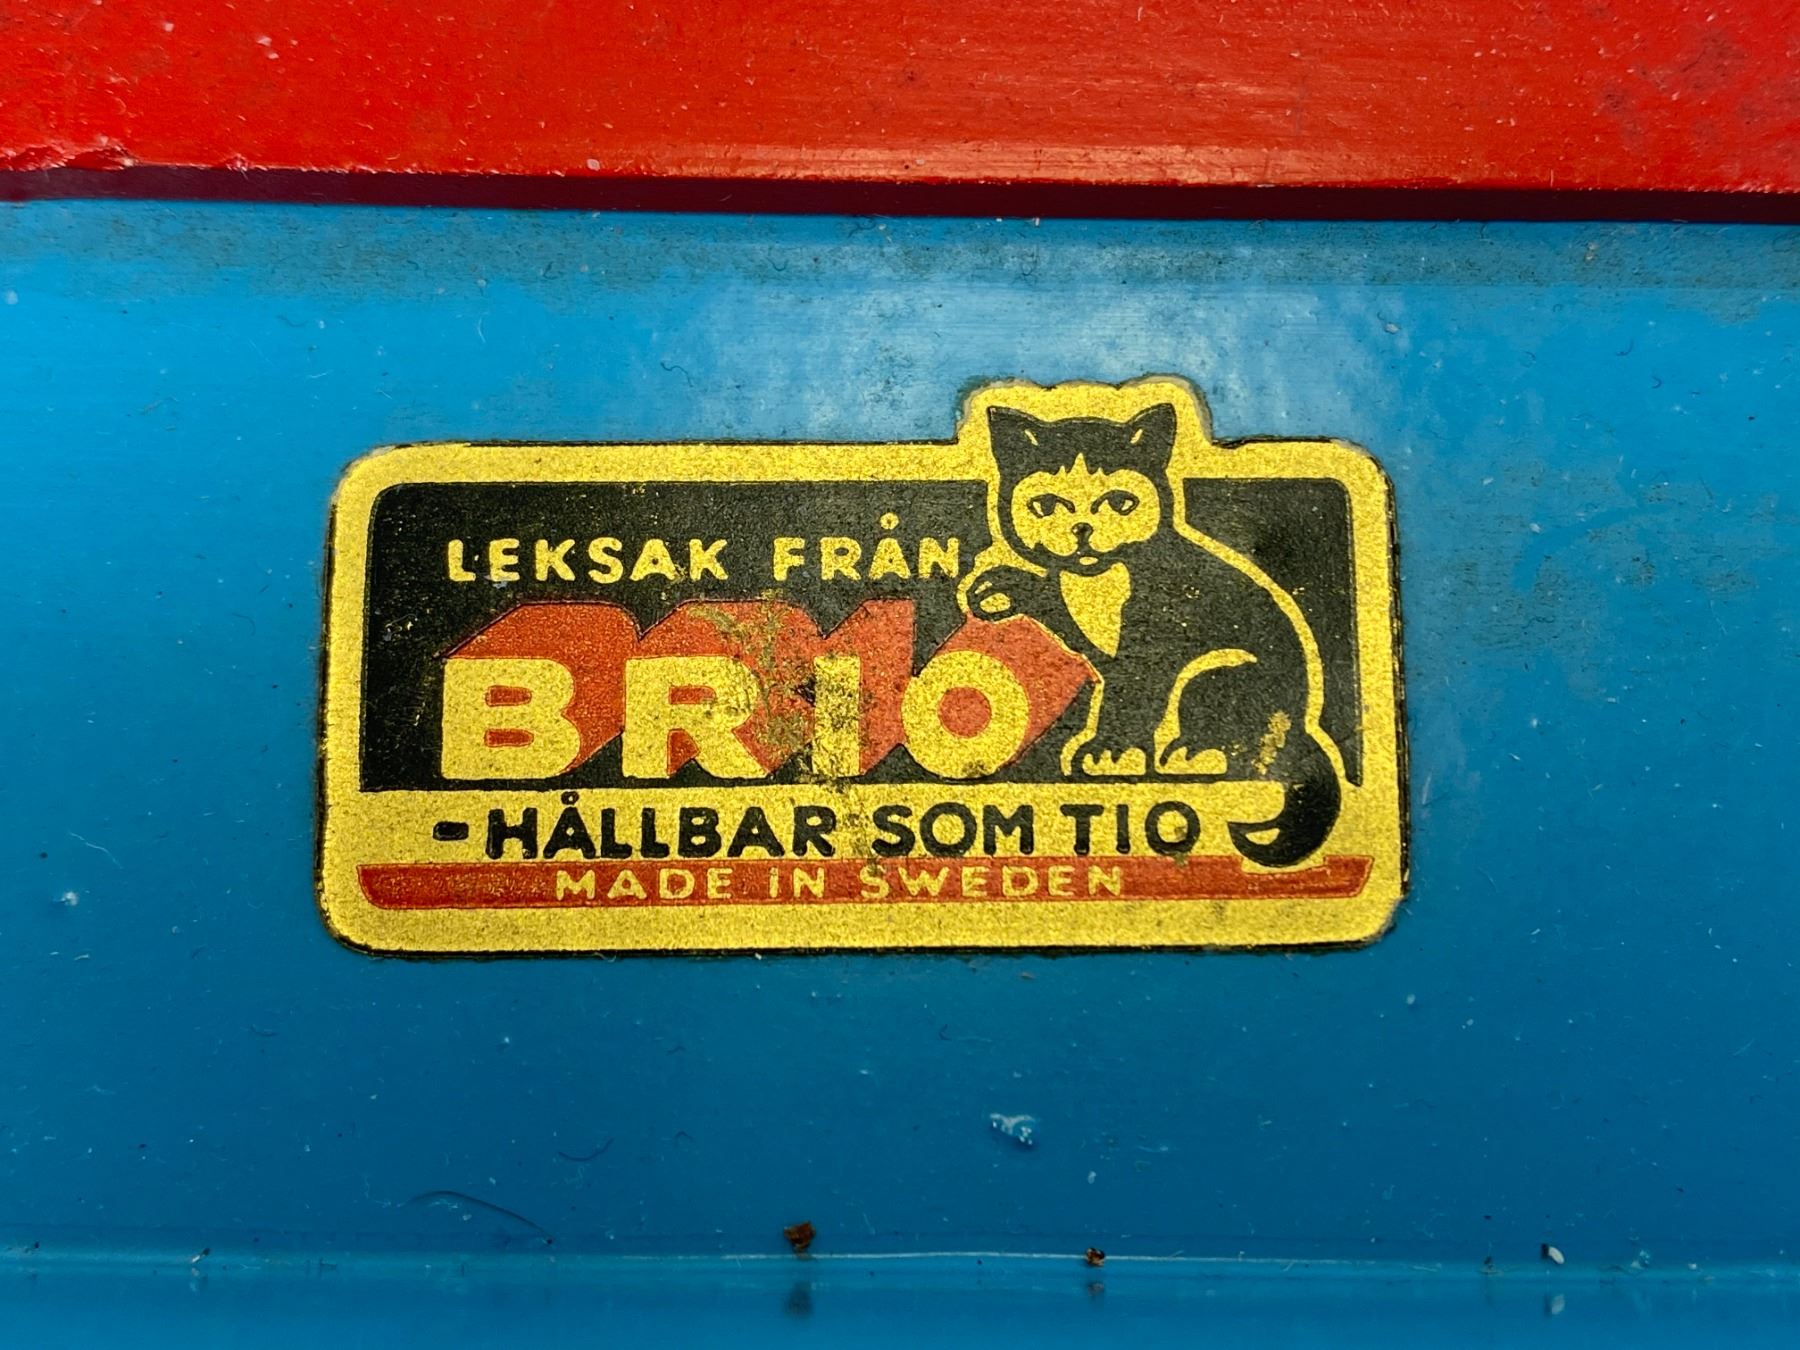 LEKSAK FRÅN
BRIO
-HÅLLBAR SOM TIO
MADE IN SWEDEN